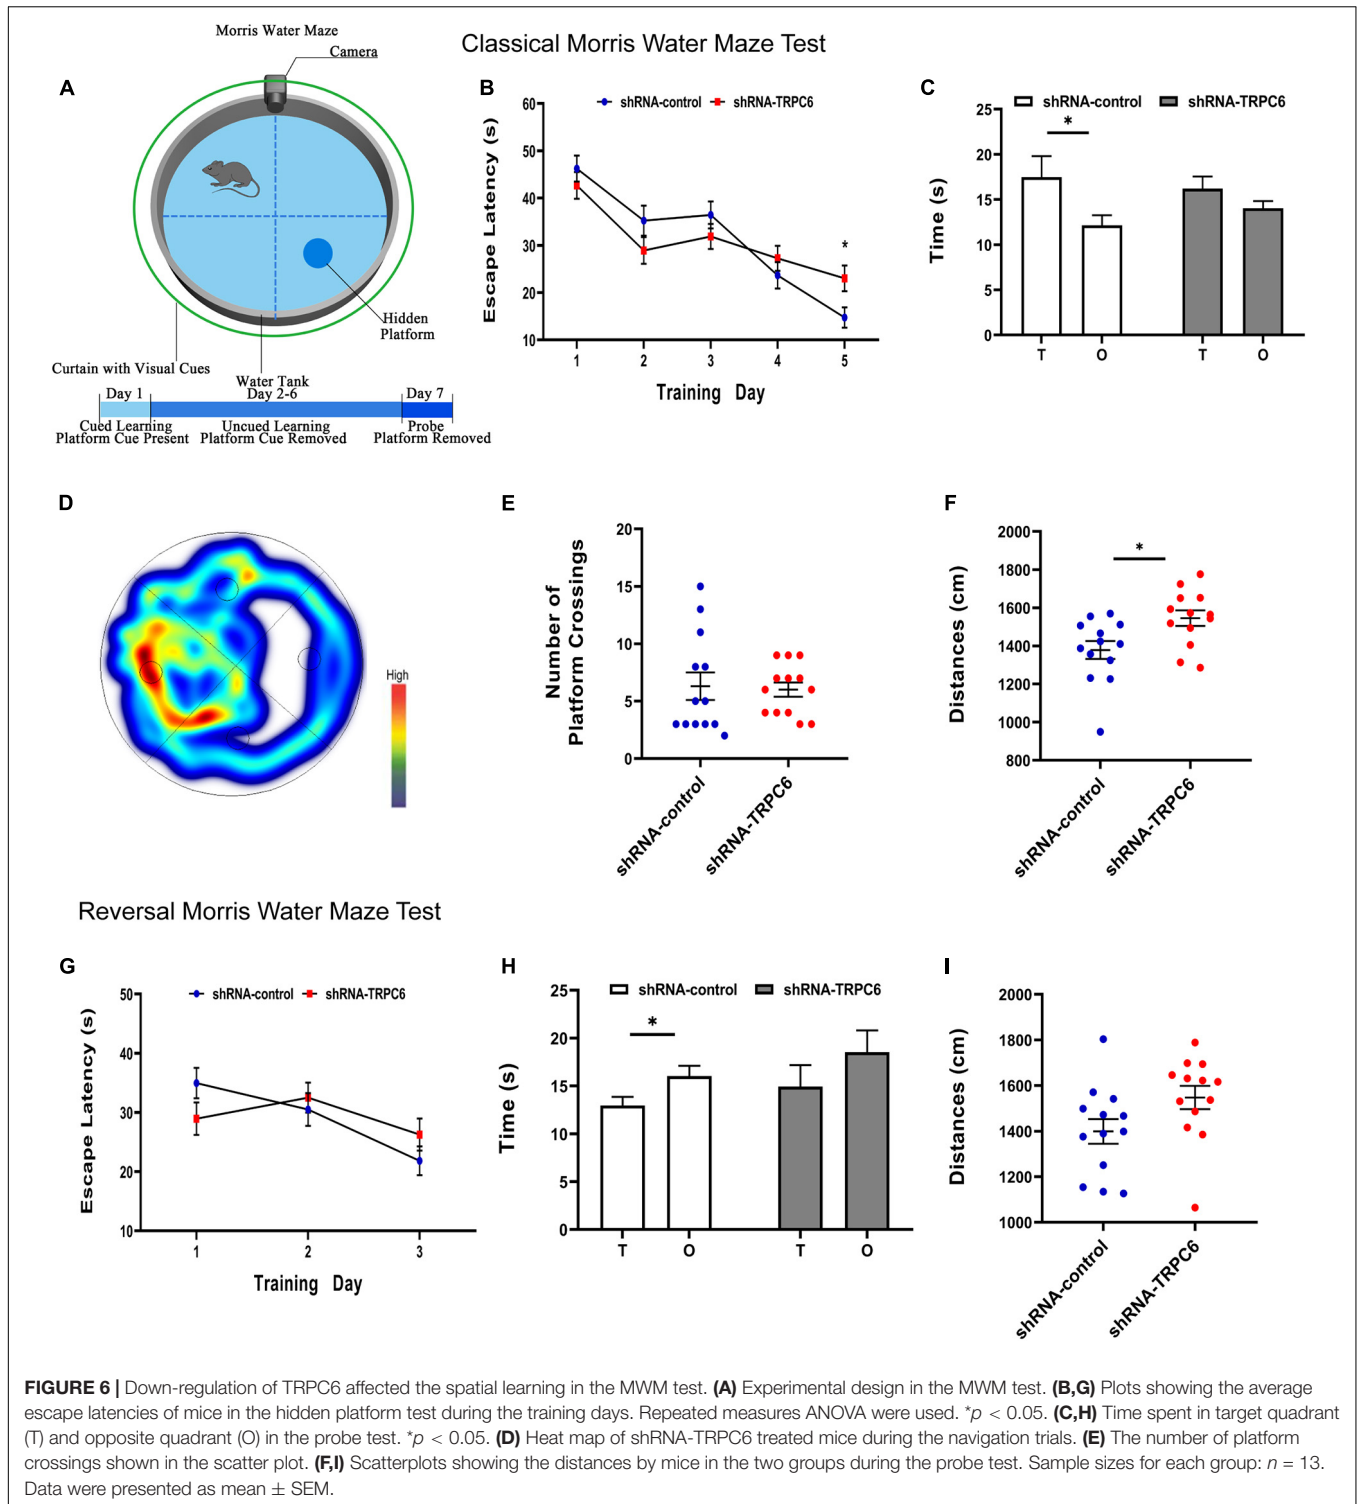 Morris Water Maze
Camera
Classical Morris Water Maze Test
A
Hidden
Platform
Curtain with Visual Cues
Water Tank
Day 1
Day 2-6
Day 7
Cued Learning
Platform Cue Present
Uncued Learning
Platform Cue Removed
Probe
Platform Removed
B
shRNA-control
shRNA-TRPC6
Escape Latency (s)
60
50
40
30
20
10
*
1 2 3 4 5
Training Day
C
shRNA-control
shRNA-TRPC6
Time (s)
25
20
15
10
5
0
*
T O T O
D
High
E
Number of
Platform Crossings
20
15
10
5
0
shRNA-control
shRNA-TRPC6
F
Distances (cm)
2000
1800
1600
1400
1200
1000
800
*
shRNA-control
shRNA-TRPC6
Reversal Morris Water Maze Test
G
shRNA-control
shRNA-TRPC6
Escape Latency (s)
50
40
30
20
10
1 2 3
Training Day
H
shRNA-control
shRNA-TRPC6
Time (s)
25
20
15
10
5
0
*
T O T O
I
Distances (cm)
2000
1800
1600
1400
1200
1000
shRNA-control
shRNA-TRPC6
FIGURE 6 | Down-regulation of TRPC6 affected the spatial learning in the MWM test. (A) Experimental design in the MWM test. (B,G) Plots showing the average
escape latencies of mice in the hidden platform test during the training days. Repeated measures ANOVA were used. *p < 0.05. (C,H) Time spent in target quadrant
(T) and opposite quadrant (O) in the probe test. *p < 0.05. (D) Heat map of shRNA-TRPC6 treated mice during the navigation trials. (E) The number of platform
crossings shown in the scatter plot. (F,I) Scatterplots showing the distances by mice in the two groups during the probe test. Sample sizes for each group: n = 13.
Data were presented as mean ± SEM.